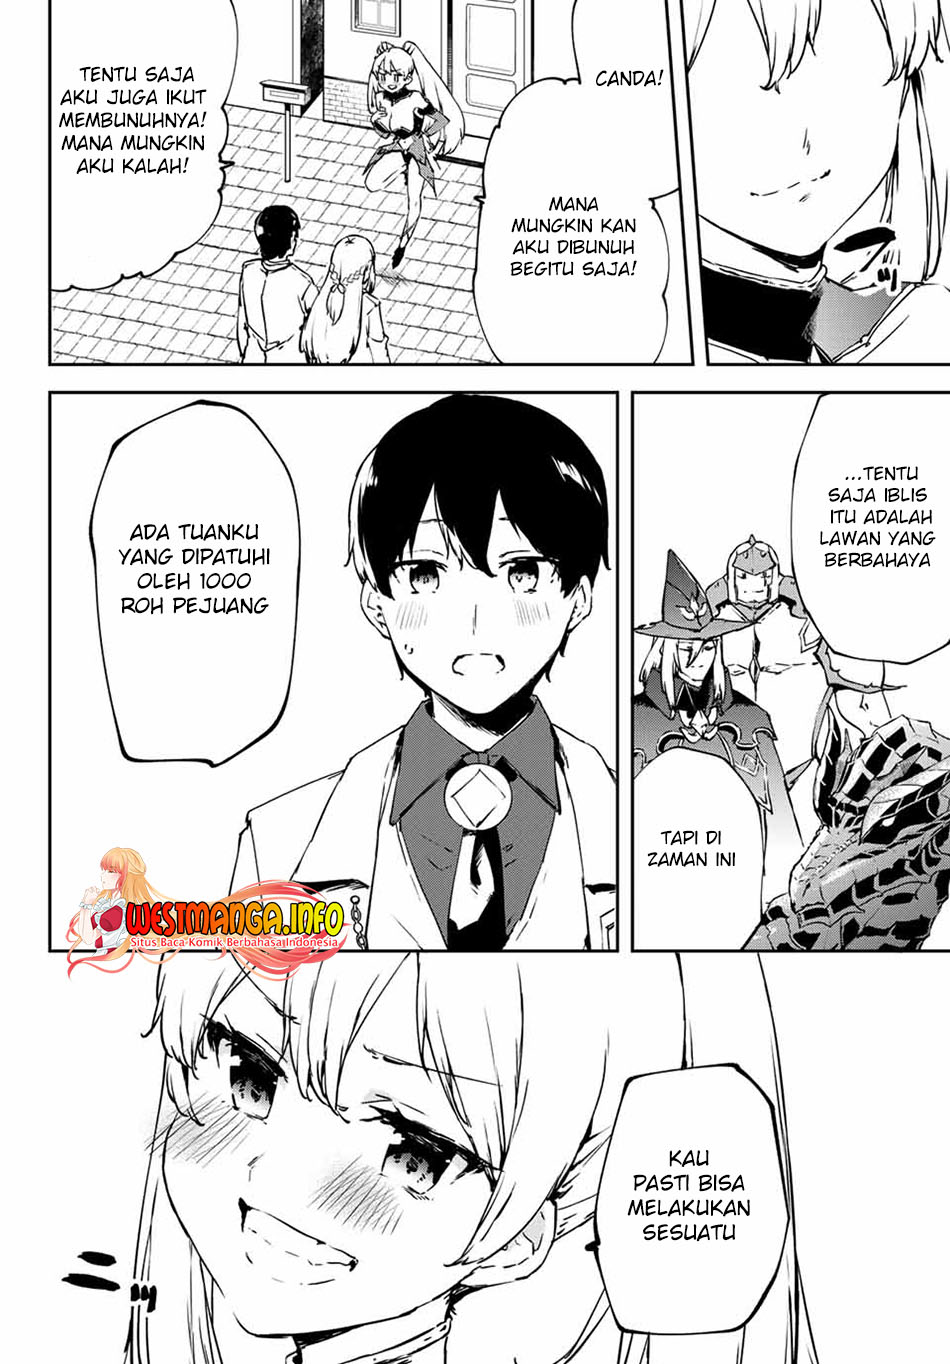 CANDA!
MANA
MUNGKIN KAN
AKU DIBUNUH
BEGITU SAJA!
TENTU SAJA
AKU JUGA IKUT
MEMBUNUHNYA!
MANA MUNGKIN
AKU KALAH!
...TENTU
SAJA IBLIS
ITU ADALAH
LAWAN YANG
BERBAHAYA
TAPI DI
ZAMAN INI
ADA TUANKU
YANG DIPATUHI
OLEH 1000
ROH PEJUANG
WESTMANGA.INFO
Situs Baca Komik Berbahasa Indonesia
KAU
PASTI BISA
MELAKUKAN
SESUATU
ニッ